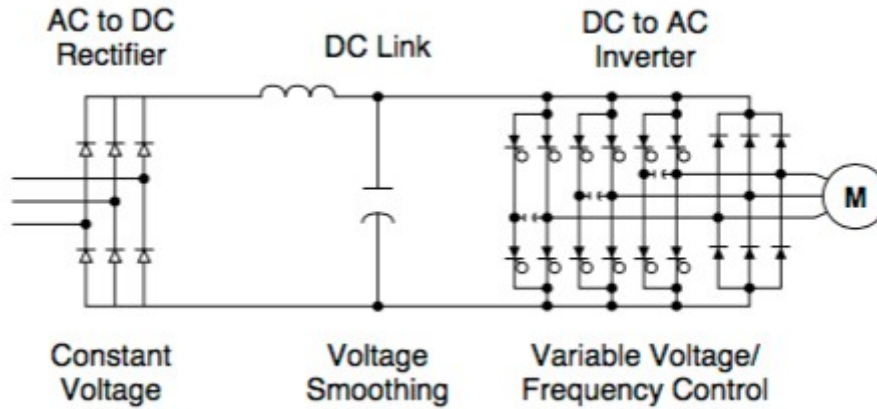 AC to DC
Rectifier
DC Link
DC to AC
Inverter
M
Constant
Voltage
Voltage
Smoothing
Variable Voltage/
Frequency Control